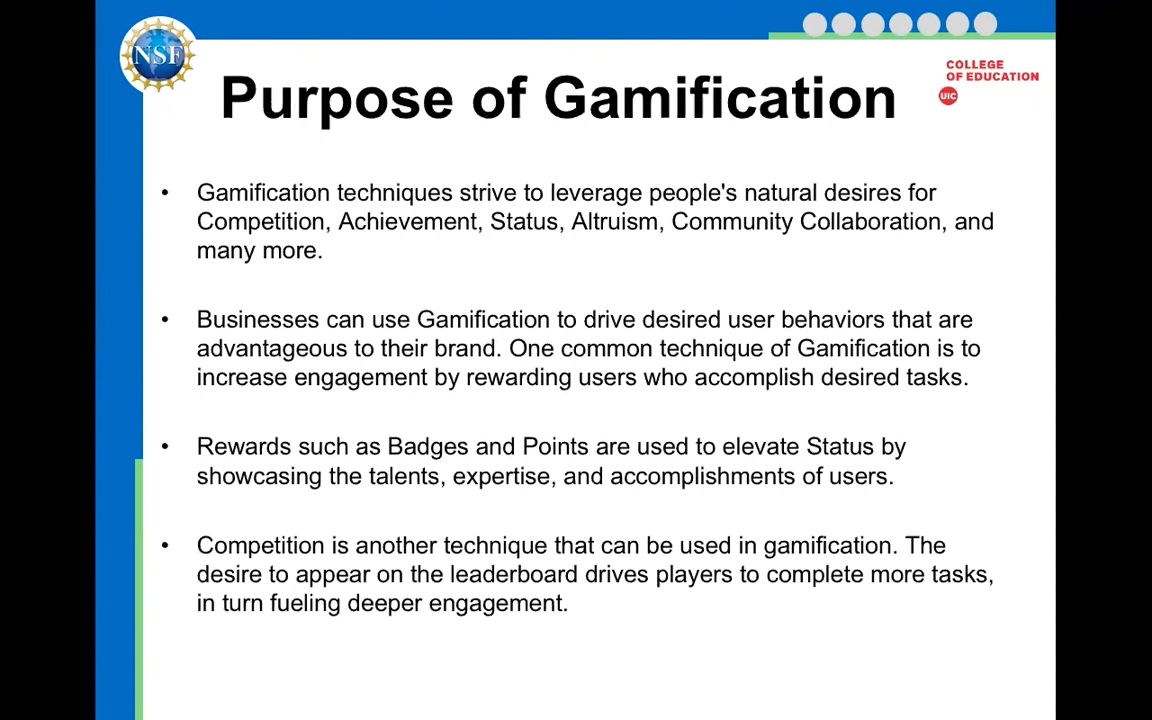 NSF
COLLEGE
OF EDUCATION
UIC
Purpose of Gamification
• Gamification techniques strive to leverage people's natural desires for
Competition, Achievement, Status, Altruism, Community Collaboration, and
many more.
• Businesses can use Gamification to drive desired user behaviors that are
advantageous to their brand. One common technique of Gamification is to
increase engagement by rewarding users who accomplish desired tasks.
• Rewards such as Badges and Points are used to elevate Status by
showcasing the talents, expertise, and accomplishments of users.
• Competition is another technique that can be used in gamification. The
desire to appear on the leaderboard drives players to complete more tasks,
in turn fueling deeper engagement.